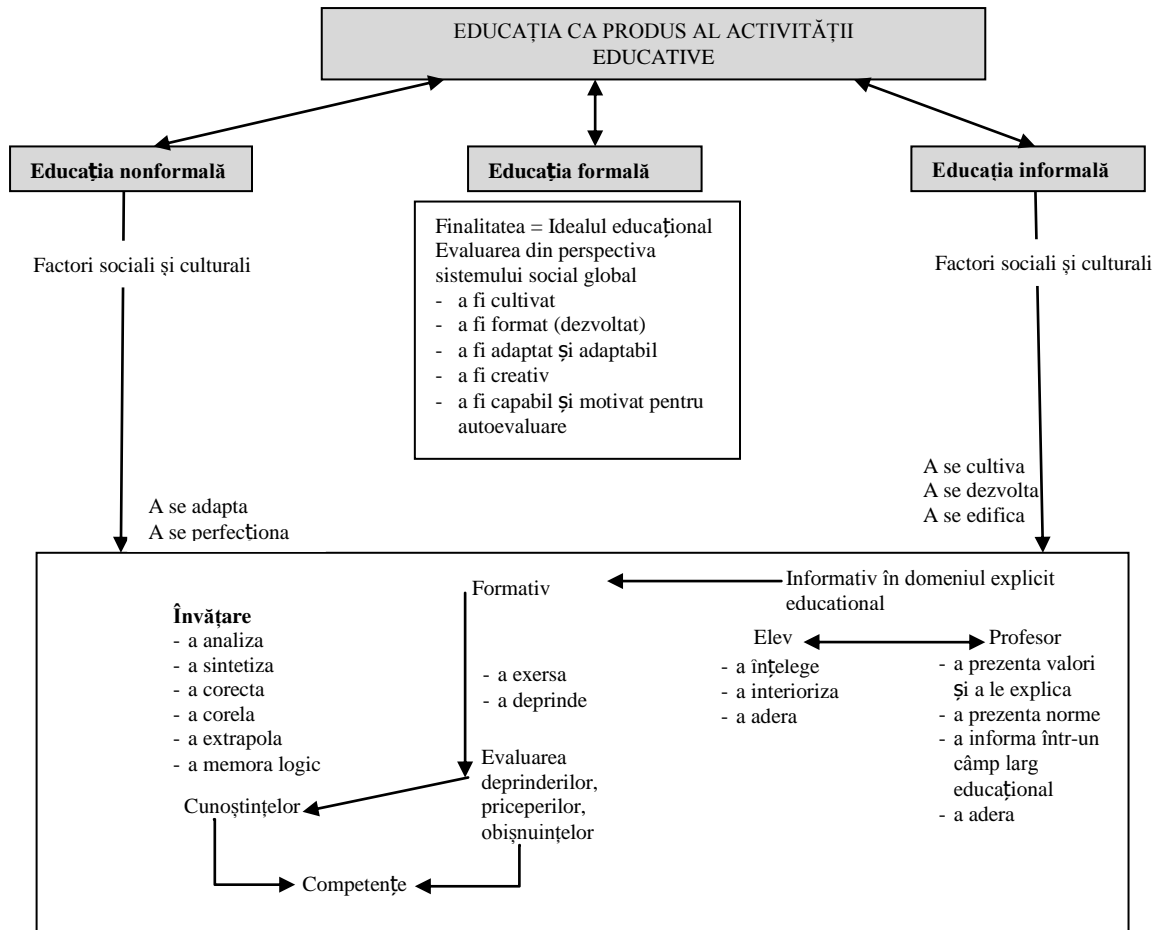 EDUCAȚIA CA PRODUS AL ACTIVITĂȚII
EDUCATIVE
Educația nonformală
Educația formală
Educația informală
Factori sociali și culturali
Finalitatea = Idealul educațional
Evaluarea din perspectiva
sistemului social global
- a fi cultivat
- a fi format (dezvoltat)
- a fi adaptat și adaptabil
- a fi creativ
- a fi capabil și motivat pentru
autoevaluare
Factori sociali și culturali
A se adapta
A se perfecționa
A se cultiva
A se dezvolta
A se edifica
Învățare
- a analiza
- a sintetiza
- a corecta
- a corela
- a extrapola
- a memora logic
Cunoștințelor
Formativ
- a exersa
- a deprinde
Evaluarea
deprinderilor,
priceperilor,
obișnuințelor
Competențe
Informativ în domeniul explicit
educational
Elev
- a înțelege
- a interioriza
- a adera
Profesor
- a prezenta valori
și a le explica
- a prezenta norme
- a informa într-un
câmp larg
educațional
- a adera